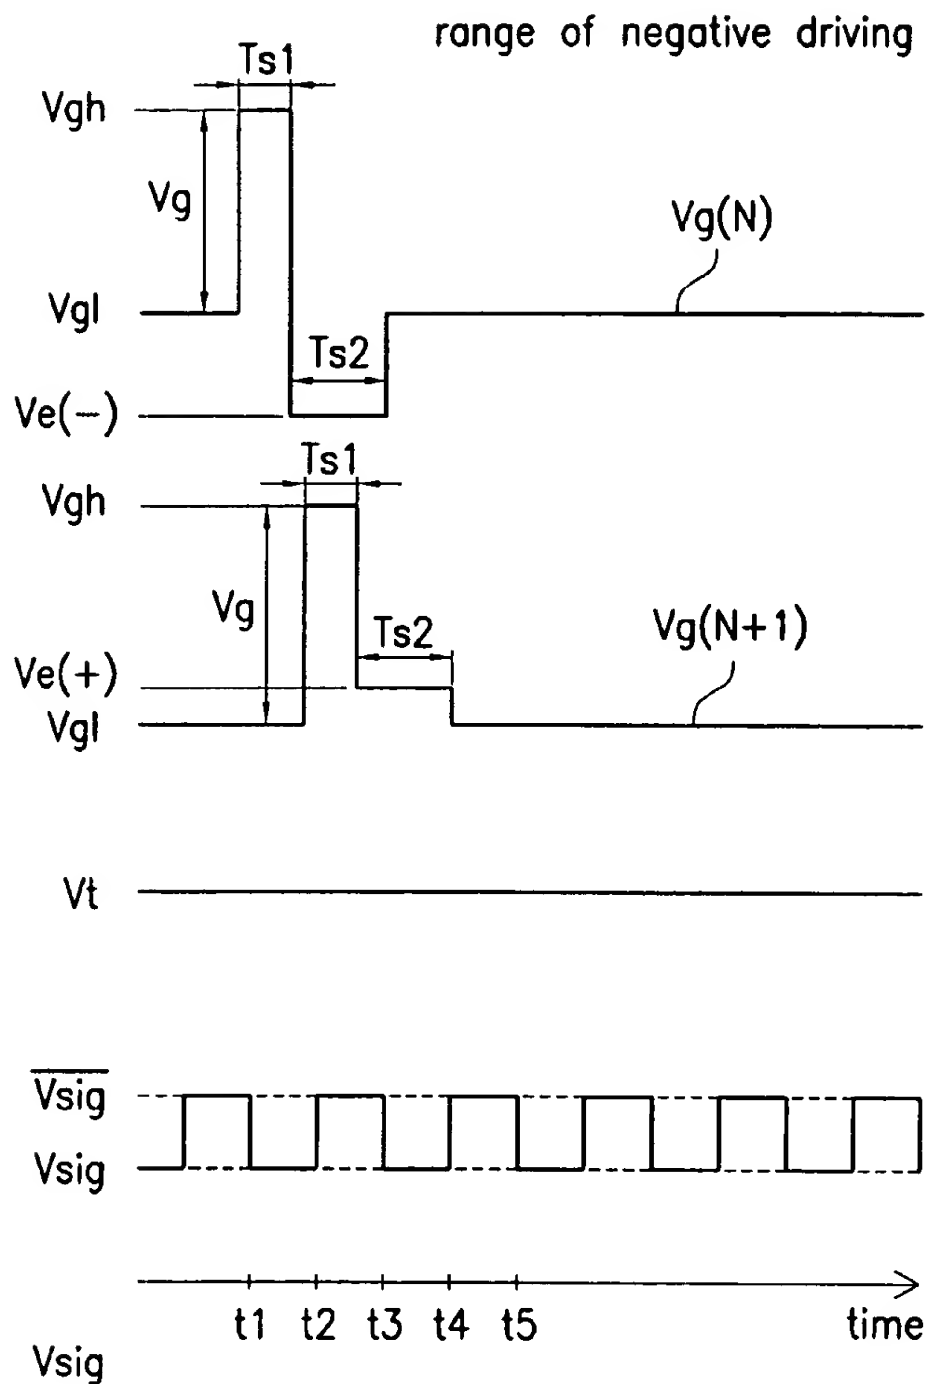 range of negative driving
Ts1
Vgh
Vg
Vg(N)
Vgl
Ts2
Ve(-)
Ts1
Vgh
Vg
Ts2
Vg(N+1)
Ve(+)
Vgl
Vt
Vsig
Vsig
t1 t2 t3 t4 t5 time
Vsig